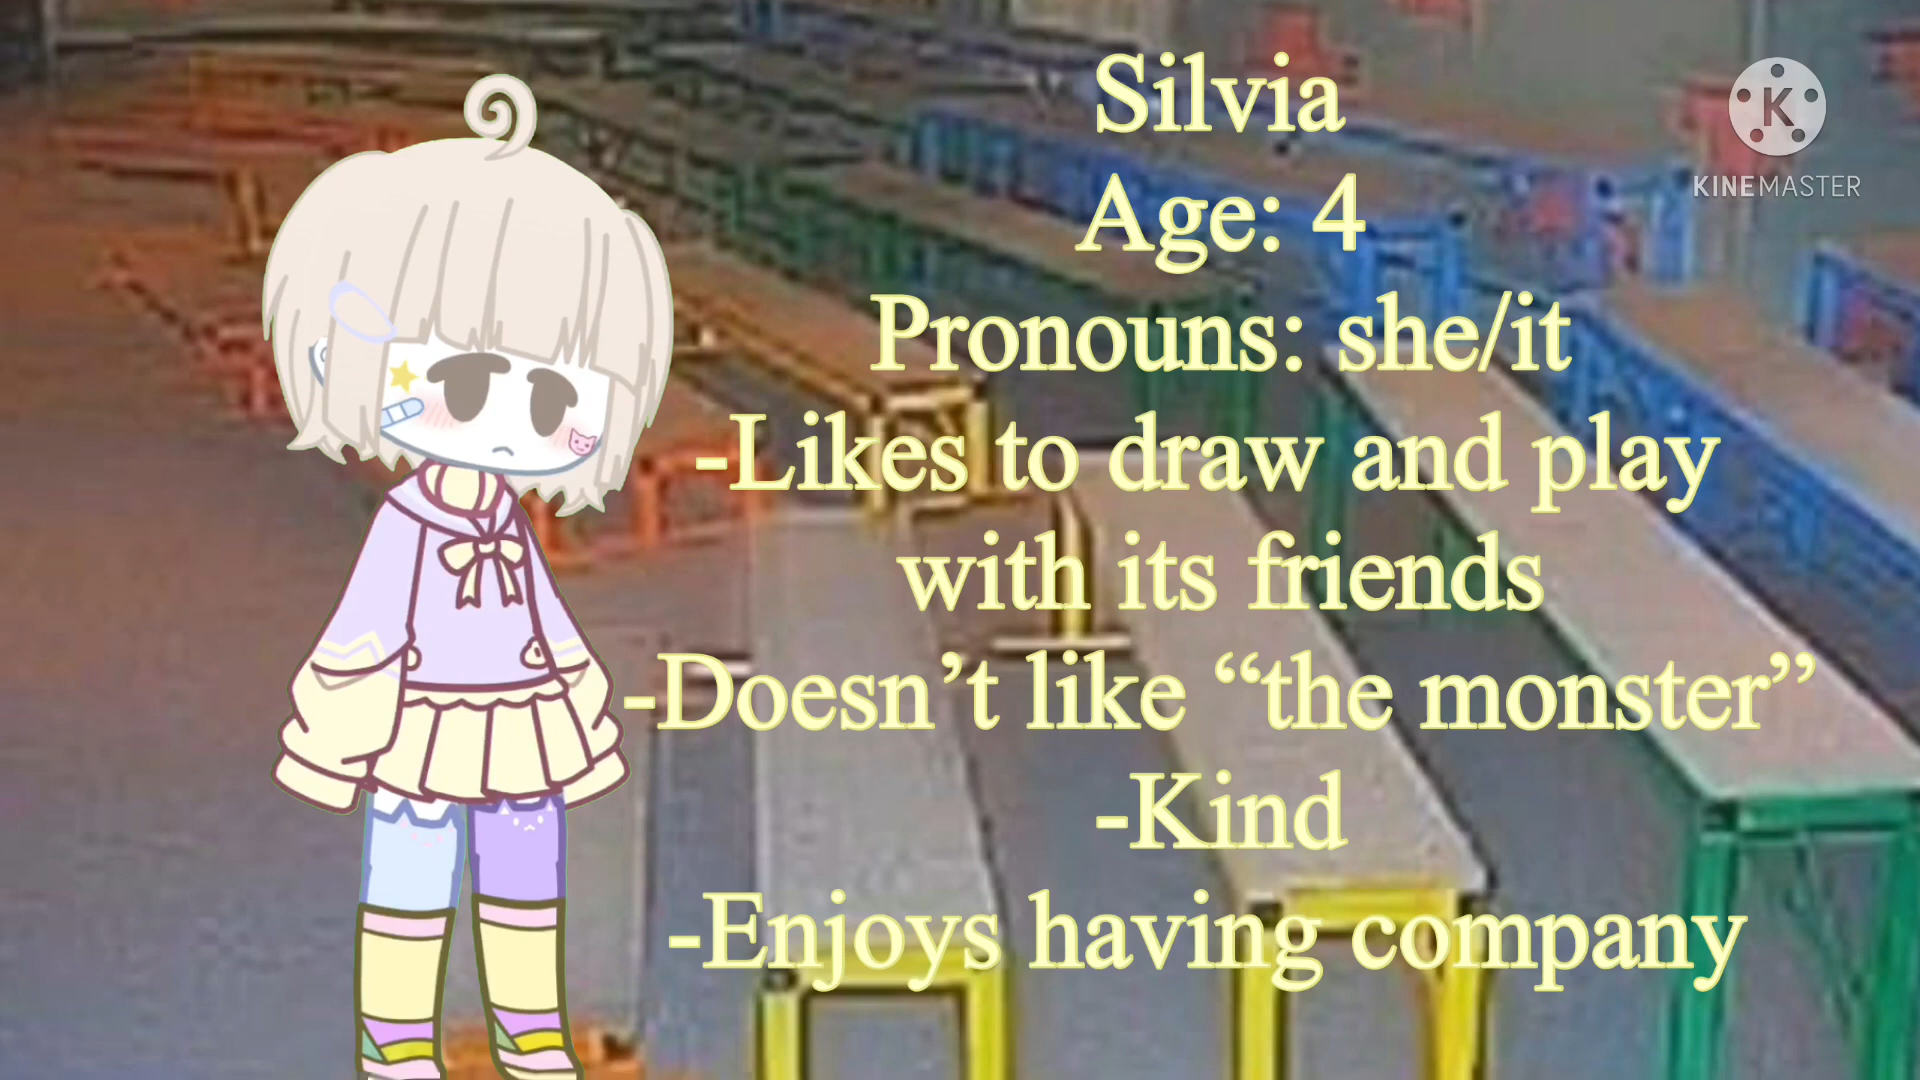 Silvia
Age: 4
Pronouns: she/it
-Likes to draw and play
with its friends
-Doesn’t like “the monster”
-Kind
-Enjoys having company
K
KINEMASTER